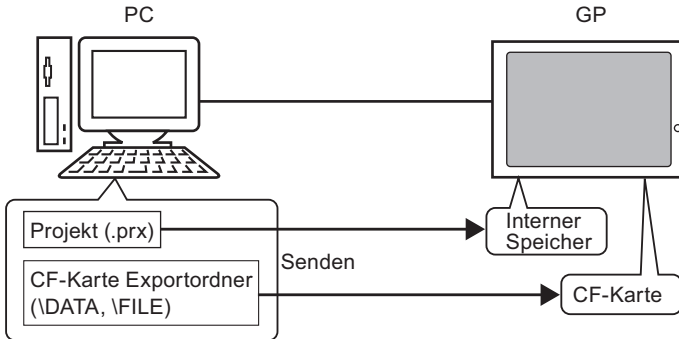 PC
GP
Projekt (.prx)
Interner
Speicher
Senden
CF-Karte Exportordner
(\DATA, \FILE)
CF-Karte